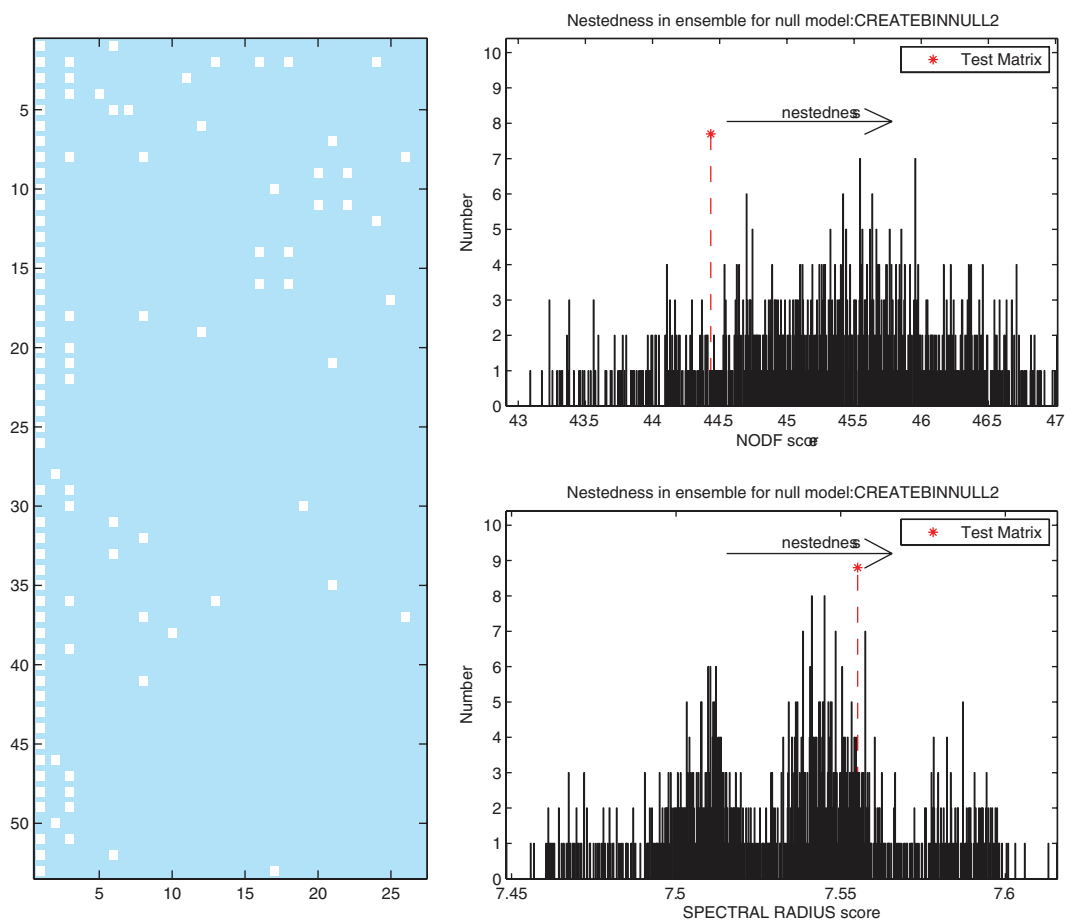 5
10
15
20
25
30
35
40
45
50
5 10 15 20 25
Nestedness in ensemble for null model:CREATEBINNULL2
Test Matrix
nestedness
Number
10
9
8
7
6
5
4
3
2
1
0
43 43.5 44 44.5 45 45.5 46 46.5 47
NODF score
Nestedness in ensemble for null model:CREATEBINNULL2
Test Matrix
nestedness
Number
10
9
8
7
6
5
4
3
2
1
0
7.45 7.5 7.55 7.6
SPECTRAL RADIUS score